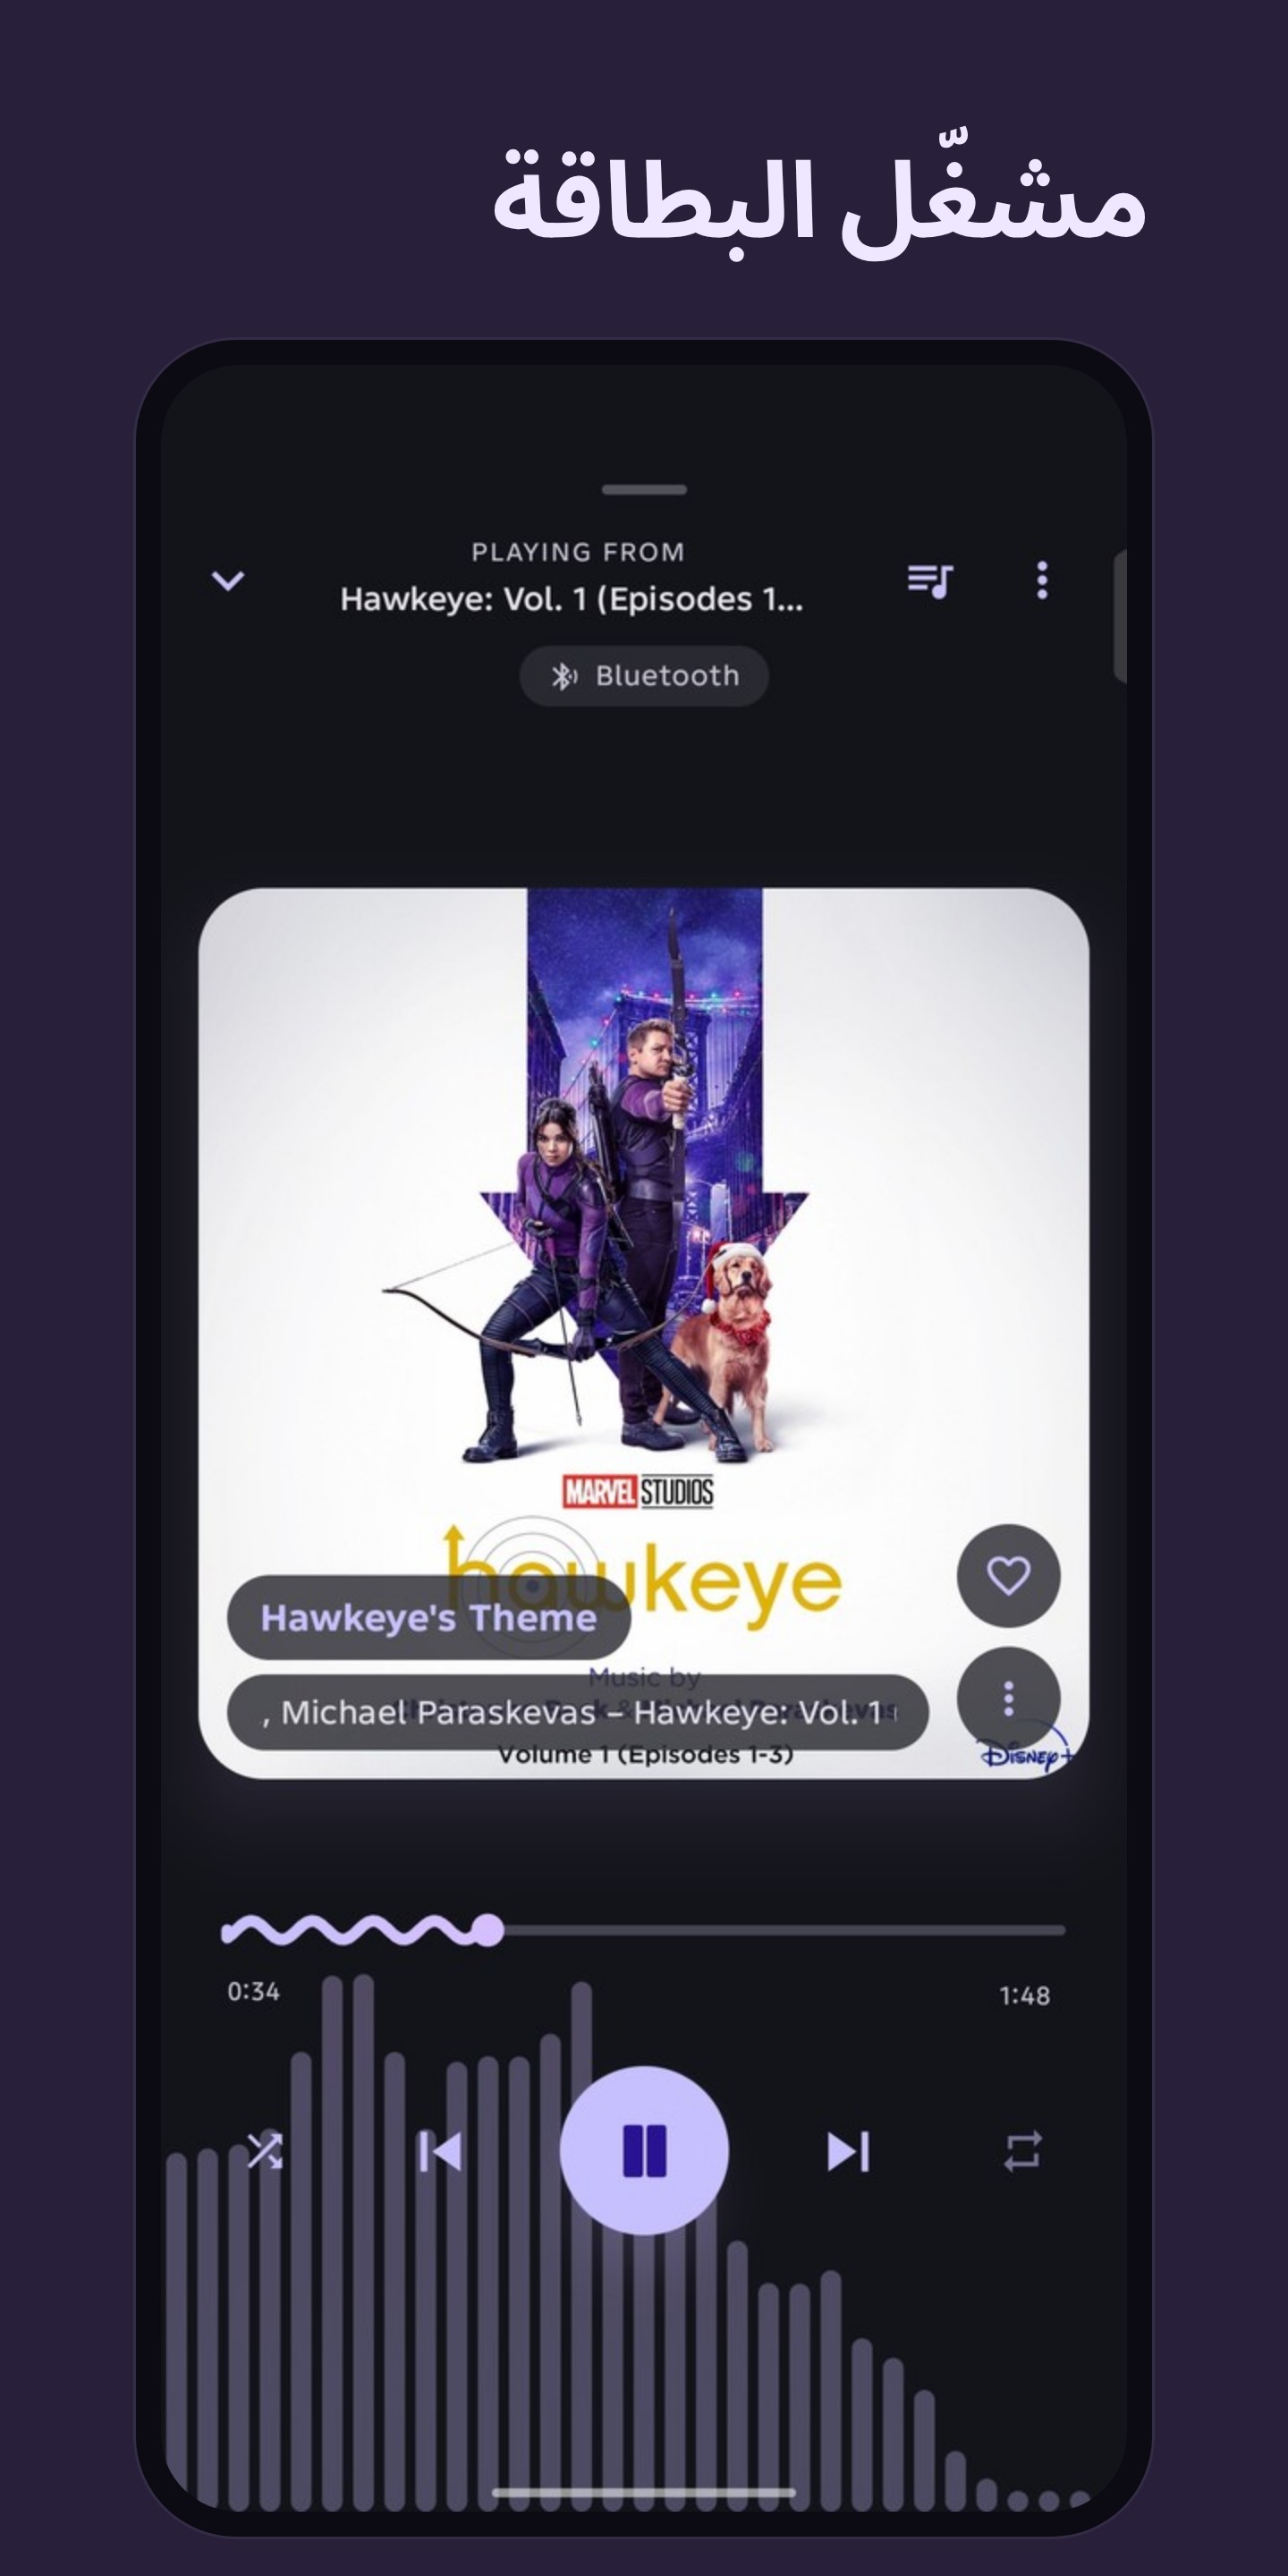 مشغّل البطاقة
PLAYING FROM
Hawkeye: Vol. 1 (Episodes 1...
Bluetooth
MARVEL STUDIOS
hawkeye
Hawkeye's Theme
Music by
, Michael Paraskevas – Hawkeye: Vol. 1
Volume 1 (Episodes 1-3)
Disney+
0:34
1:48